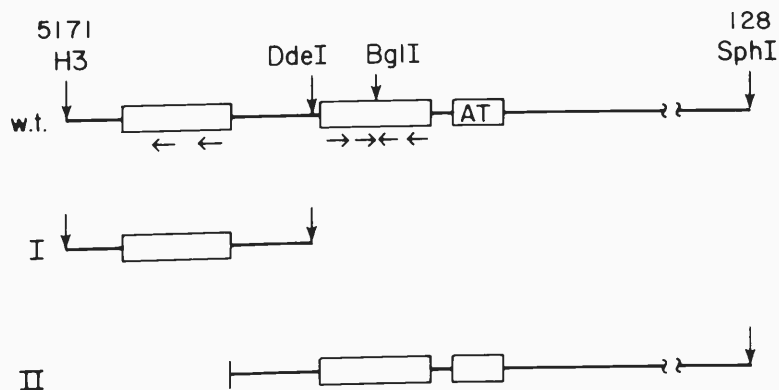 5171
H3
DdeI
BglI
128
SphI
w.t.
AT
I
II